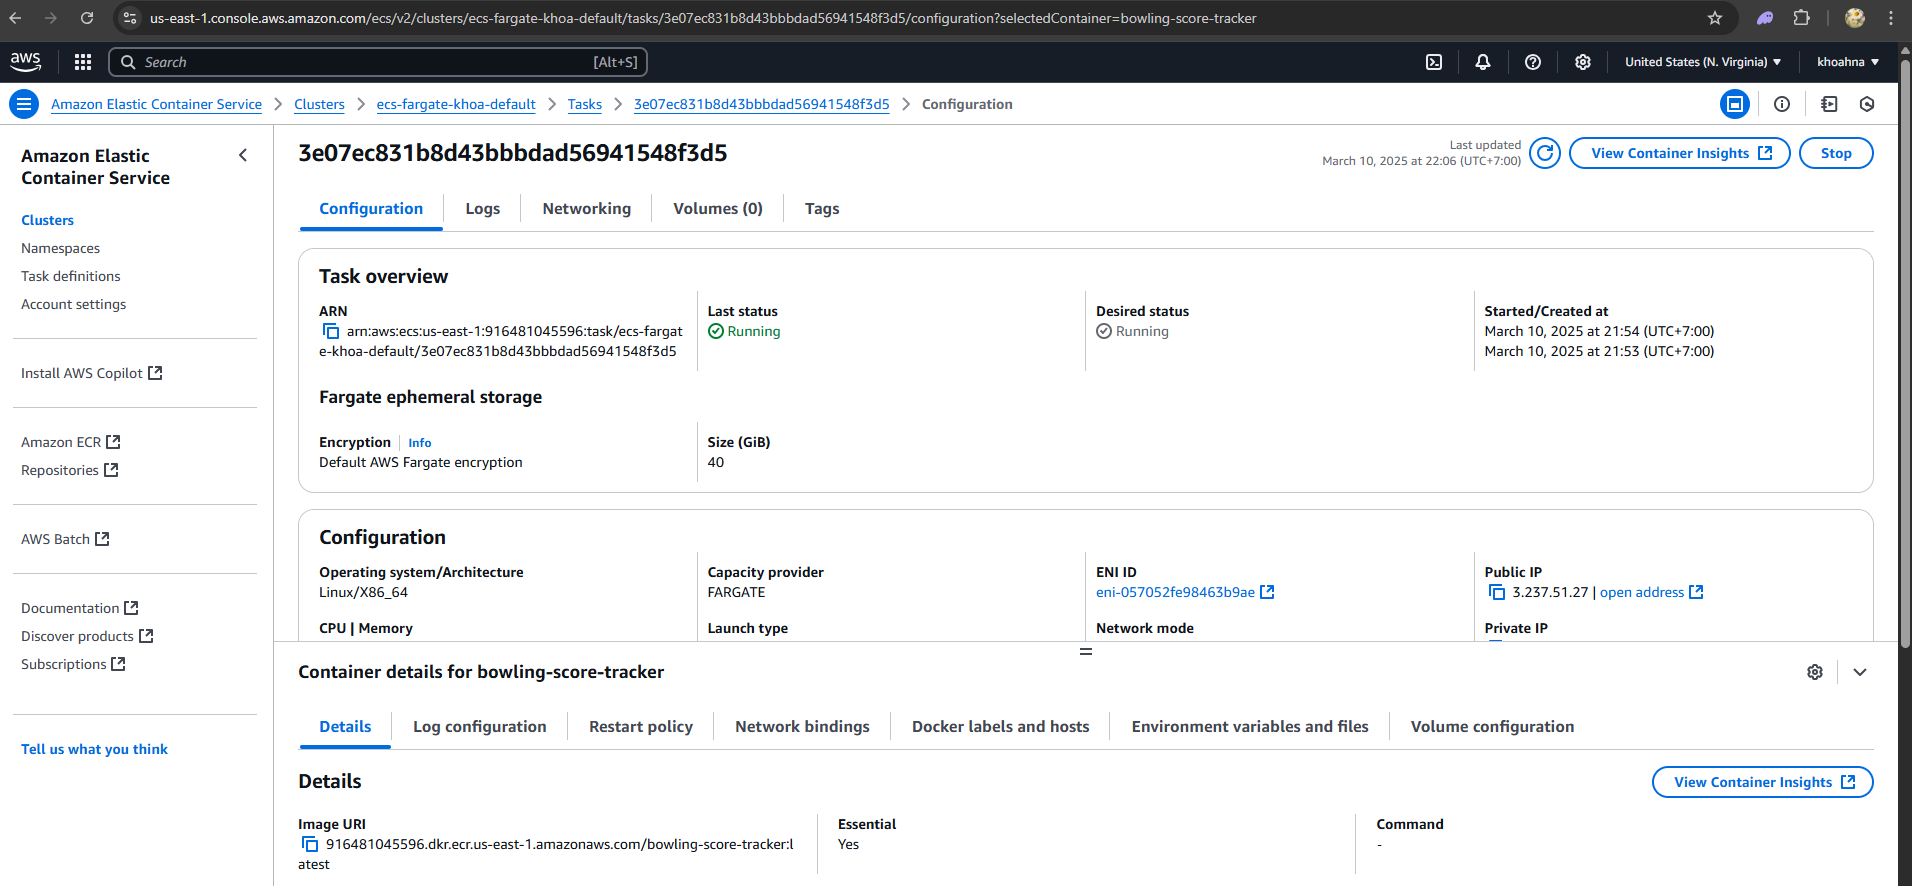 us-east-1.console.aws.amazon.com/ecs/v2/clusters/ecs-fargate-khoa-default/tasks/3e07ec831b8d43bbbdad56941548f3d5/configuration?selectedContainer=bowling-score-tracker
aws
Search
[Alt+S]
United States (N. Virginia)
khoahna
Amazon Elastic Container Service
Clusters
ecs-fargate-khoa-default
Tasks
3e07ec831b8d43bbbdad56941548f3d5
Configuration
Amazon Elastic
Container Service
Clusters
Namespaces
Task definitions
Account settings
Install AWS Copilot
Amazon ECR
Repositories
AWS Batch
Documentation
Discover products
Subscriptions
Tell us what you think
3e07ec831b8d43bbbdad56941548f3d5
Last updated
March 10, 2025 at 22:06 (UTC+7:00)
View Container Insights
Stop
Configuration
Logs
Networking
Volumes (0)
Tags
Task overview
ARN
arn:aws:ecs:us-east-1:916481045596:task/ecs-fargat
e-khoa-default/3e07ec831b8d43bbbdad56941548f3d5
Last status
Running
Desired status
Running
Started/Created at
March 10, 2025 at 21:54 (UTC+7:00)
March 10, 2025 at 21:53 (UTC+7:00)
Fargate ephemeral storage
Encryption
Info
Default AWS Fargate encryption
Size (GiB)
40
Configuration
Operating system/Architecture
Linux/X86_64
Capacity provider
FARGATE
ENI ID
eni-057052fe98463b9ae
Public IP
3.237.51.27 | open address
CPU | Memory
Launch type
Network mode
Private IP
Container details for bowling-score-tracker
Details
Log configuration
Restart policy
Network bindings
Docker labels and hosts
Environment variables and files
Volume configuration
Details
View Container Insights
Image URI
916481045596.dkr.ecr.us-east-1.amazonaws.com/bowling-score-tracker:l
atest
Essential
Yes
Command
-